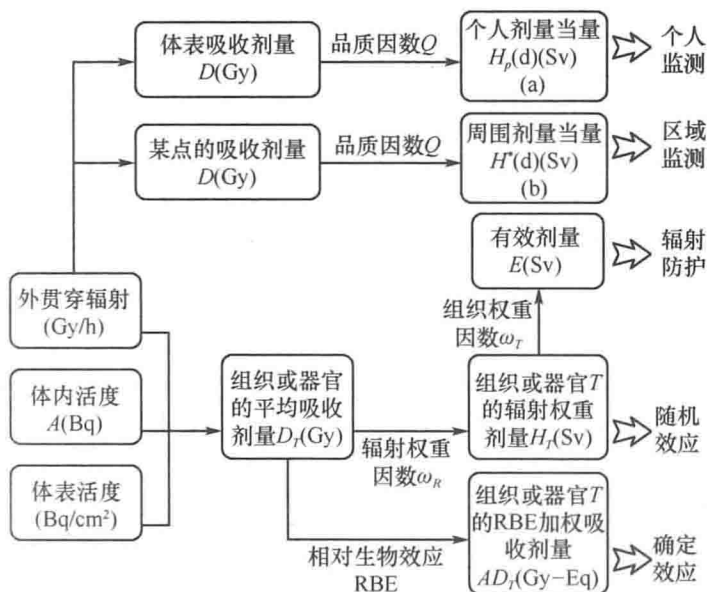 体表吸收剂量
D(Gy)
品质因数Q
个人剂量当量
Hₚ(d)(Sv)
(a)
个人
监测
某点的吸收剂量
D(Gy)
品质因数Q
周围剂量当量
H*(d)(Sv)
(b)
区域
监测
有效剂量
E(Sv)
辐射
防护
外贯穿辐射
(Gy/h)
组织权重
因数ω_T
体内活度
A(Bq)
组织或器官
的平均吸收
剂量D_T(Gy)
辐射权重
因数ω_R
组织或器官T
的辐射权重
剂量H_T(Sv)
随机
效应
体表活度
(Bq/cm²)
相对生物效应
RBE
组织或器官T
的RBE加权吸
收剂量
AD_T(Gy−Eq)
确定
效应